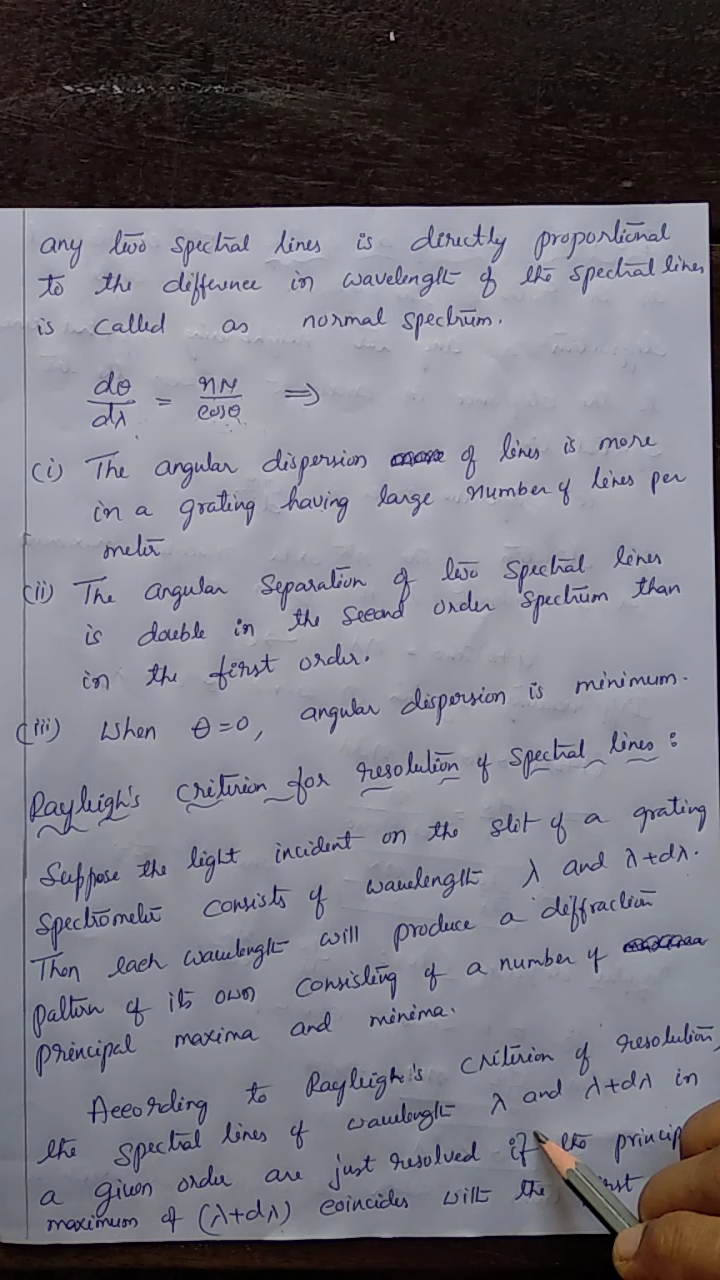 any two spectral lines is directly proportional
to the difference in wavelength of the spectral lines
is called as normal spectrum.
dθ/dλ = nN/cosθ ⇒
(i) The angular dispersion of lines is more
in a grating having large number of lines per
meter
(ii) The angular separation of two spectral lines
is double in the second order spectrum than
in the first order.
(iii) When θ=0, angular dispersion is minimum.
Rayleigh's criterion for resolution of spectral lines :
Suppose the light incident on the slit of a grating
spectrometer consists of wavelength λ and λ+dλ.
Then each wavelength will produce a diffraction
pattern of its own consisting of a number of
principal maxima and minima.
According to Rayleigh's criterion of resolution,
the spectral lines of wavelength λ and λ+dλ in
a given order are just resolved if the princip
maximum of (λ+dλ) coincides with the